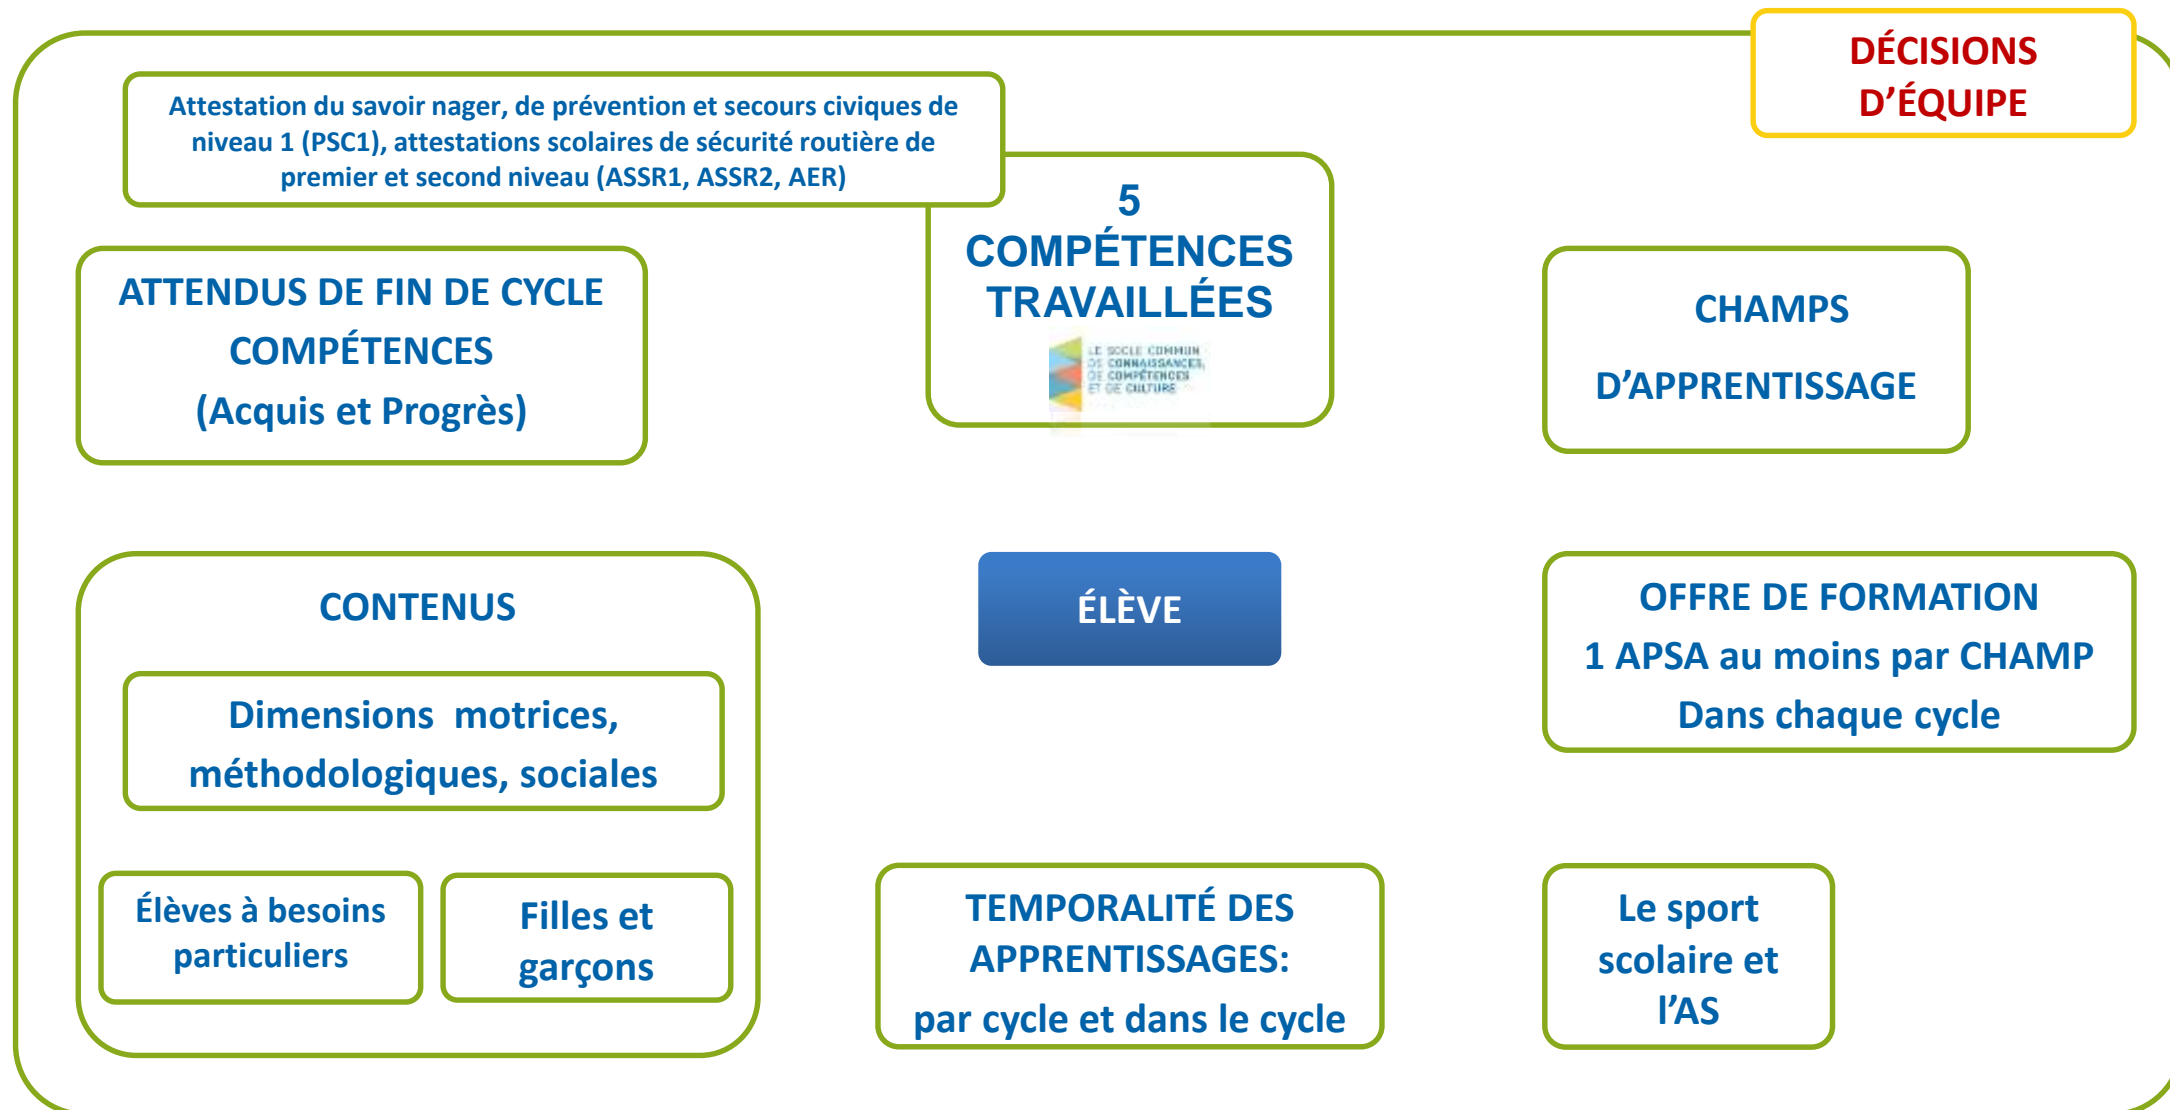 DÉCISIONS
D’ÉQUIPE
Attestation du savoir nager, de prévention et secours civiques de
niveau 1 (PSC1), attestations scolaires de sécurité routière de
premier et second niveau (ASSR1, ASSR2, AER)
5
COMPÉTENCES
TRAVAILLÉES
LE SOCLE COMMUN
DE CONNAISSANCES,
DE COMPÉTENCES
ET DE CULTURE
ATTENDUS DE FIN DE CYCLE
COMPÉTENCES
(Acquis et Progrès)
CHAMPS
D’APPRENTISSAGE
CONTENUS
Dimensions motrices,
méthodologiques, sociales
Élèves à besoins
particuliers
Filles et
garçons
ÉLÈVE
OFFRE DE FORMATION
1 APSA au moins par CHAMP
Dans chaque cycle
TEMPORALITÉ DES
APPRENTISSAGES:
par cycle et dans le cycle
Le sport
scolaire et
l’AS